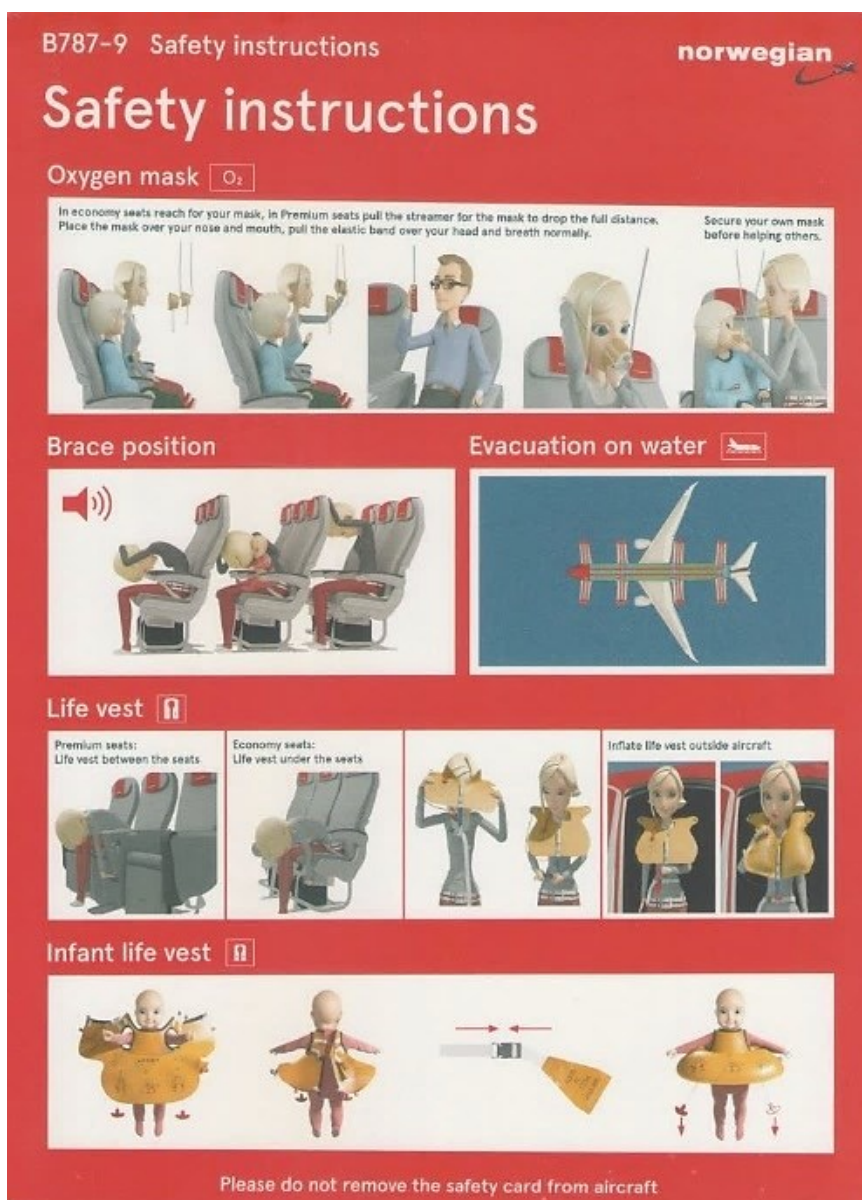 B787-9 Safety instructions
norwegian
Safety instructions
Oxygen mask O₂
In economy seats reach for your mask, in Premium seats pull the streamer for the mask to drop the full distance.
Place the mask over your nose and mouth, pull the elastic band over your head and breath normally.
Secure your own mask
before helping others.
Brace position
Evacuation on water
Life vest
Premium seats:
Life vest between the seats
Economy seats:
Life vest under the seats
Inflate life vest outside aircraft
Infant life vest
Please do not remove the safety card from aircraft